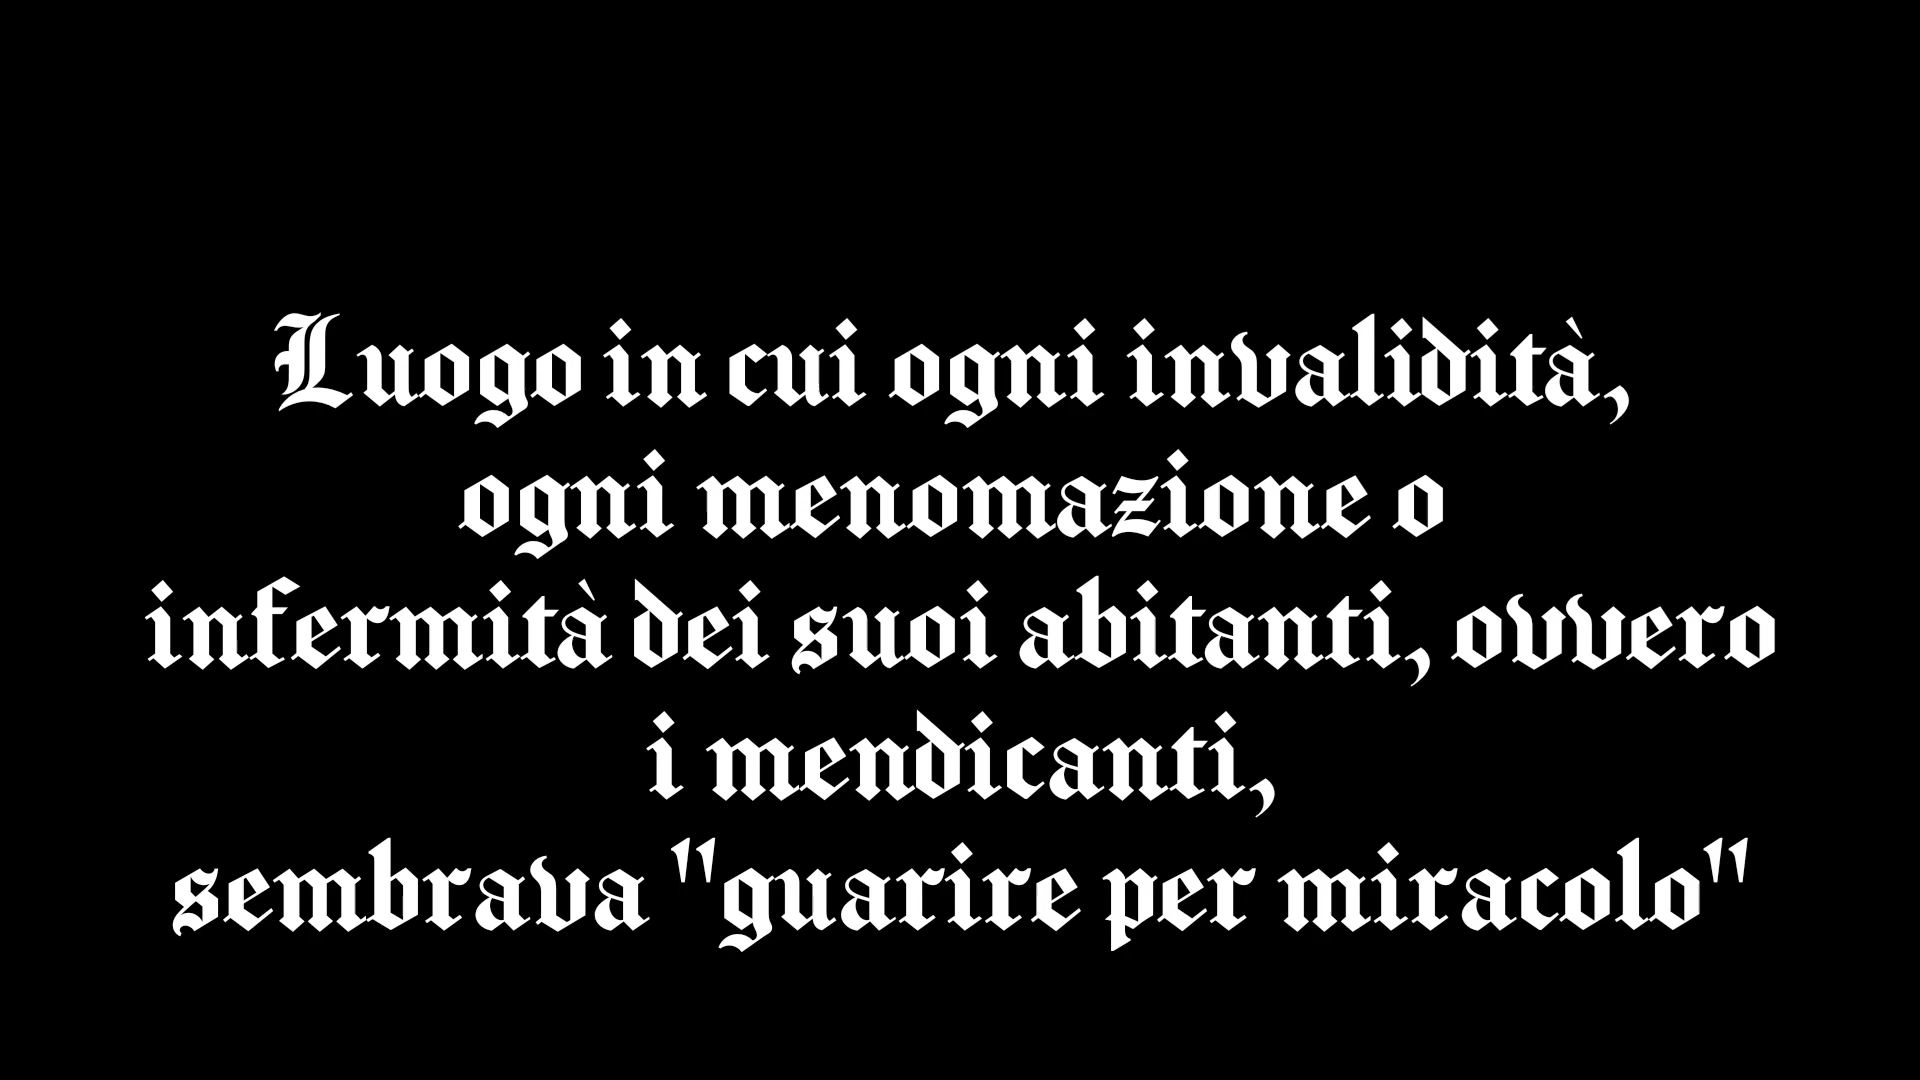 Luogo in cui ogni invalidità,
ogni menomazione o
infermità dei suoi abitanti, ovvero
i mendicanti,
sembrava "guarire per miracolo"